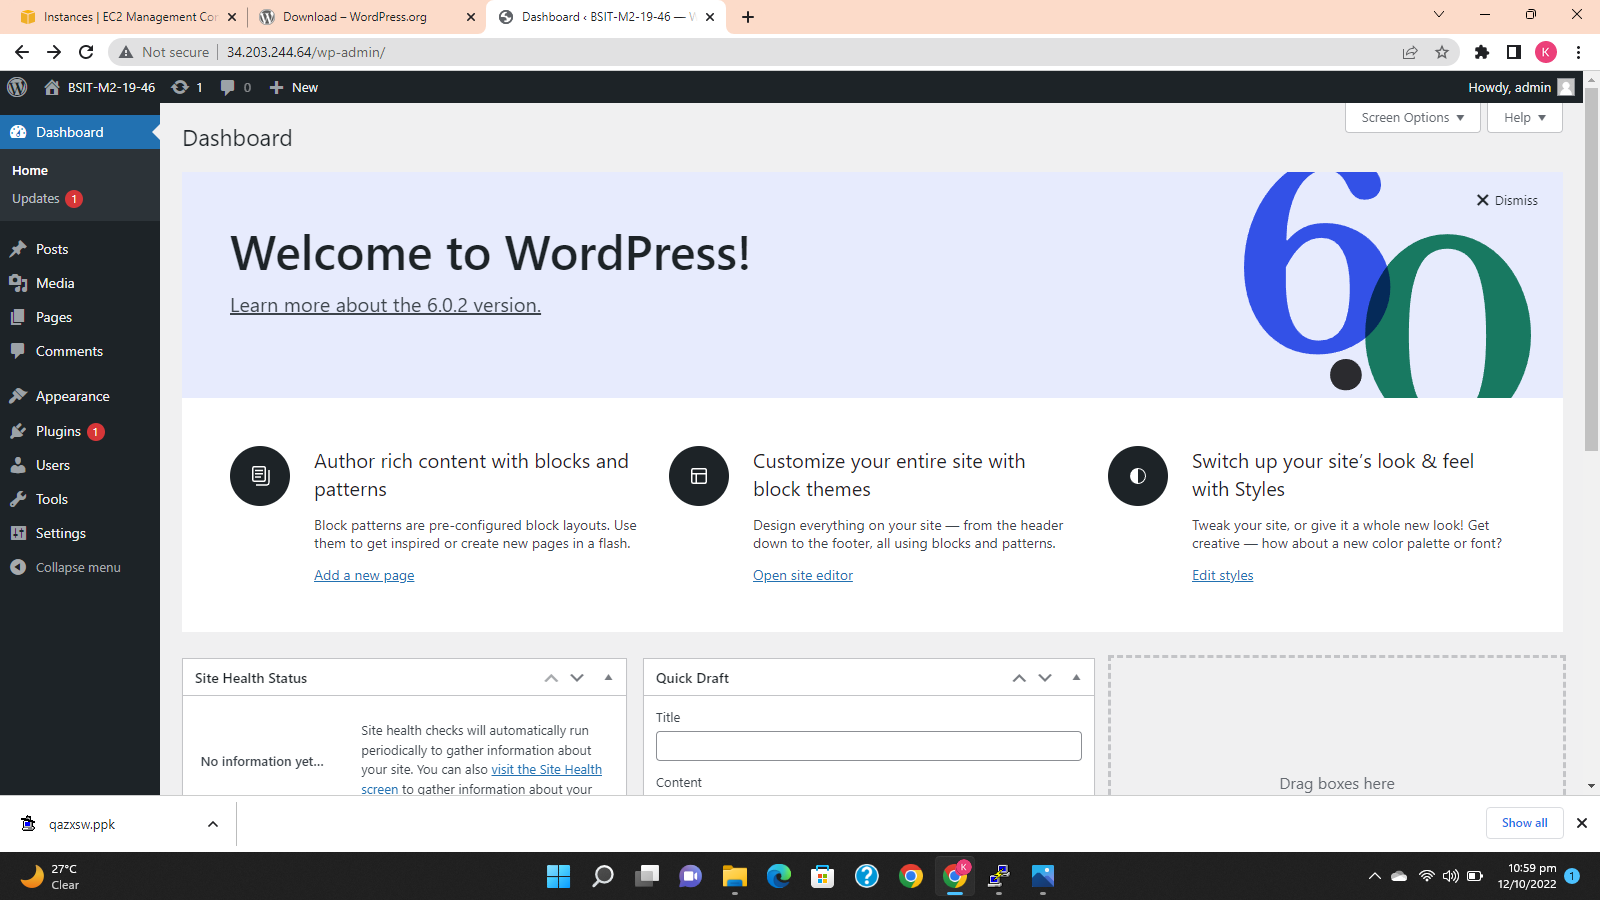 Instances | EC2 Management Con
Download – WordPress.org
Dashboard ‹ BSIT-M2-19-46 — W
Not secure
34.203.244.64/wp-admin/
K
BSIT-M2-19-46
1
0
New
Howdy, admin
Dashboard
Home
Updates 1
Posts
Media
Pages
Comments
Appearance
Plugins 1
Users
Tools
Settings
Collapse menu
Screen Options
Help
Dashboard
Dismiss
Welcome to WordPress!
Learn more about the 6.0.2 version.
6.0
Author rich content with blocks and
patterns
Block patterns are pre-configured block layouts. Use
them to get inspired or create new pages in a flash.
Add a new page
Customize your entire site with
block themes
Design everything on your site — from the header
down to the footer, all using blocks and patterns.
Open site editor
Switch up your site’s look & feel
with Styles
Tweak your site, or give it a whole new look! Get
creative — how about a new color palette or font?
Edit styles
Site Health Status
No information yet...
Site health checks will automatically run
periodically to gather information about
your site. You can also visit the Site Health
screen to gather information about your
Quick Draft
Title
Content
Drag boxes here
qazxsw.ppk
Show all
27°C
Clear
K
10:59 pm
12/10/2022
1